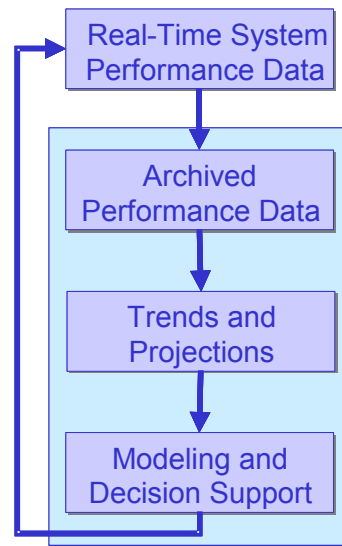 Real-Time System
Performance Data
Archived
Performance Data
Trends and
Projections
Modeling and
Decision Support